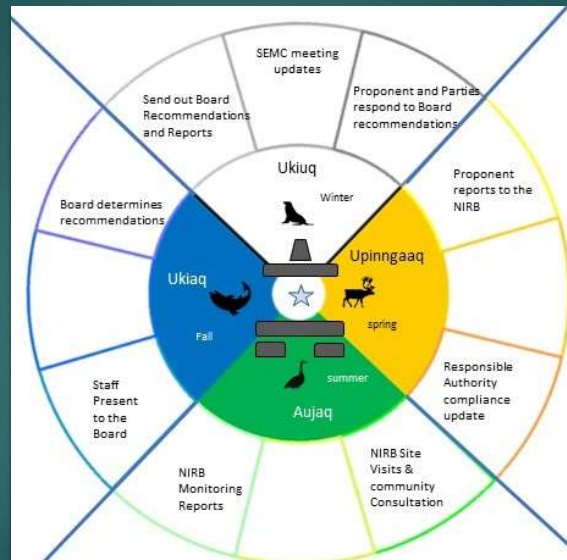 SEMC meeting
updates
Send out Board
Recommendations
and Reports
Proponent and Parties
respond to Board
recommendations
Ukiuq
Winter
Proponent
reports to the
NIRB
Board determines
recommendations
Upinngaaq
spring
Ukiaq
Fall
Responsible
Authority
compliance
update
Staff
Present
to the
Board
summer
Aujaq
NIRB Site
Visits &
community
Consultation
NIRB
Monitoring
Reports